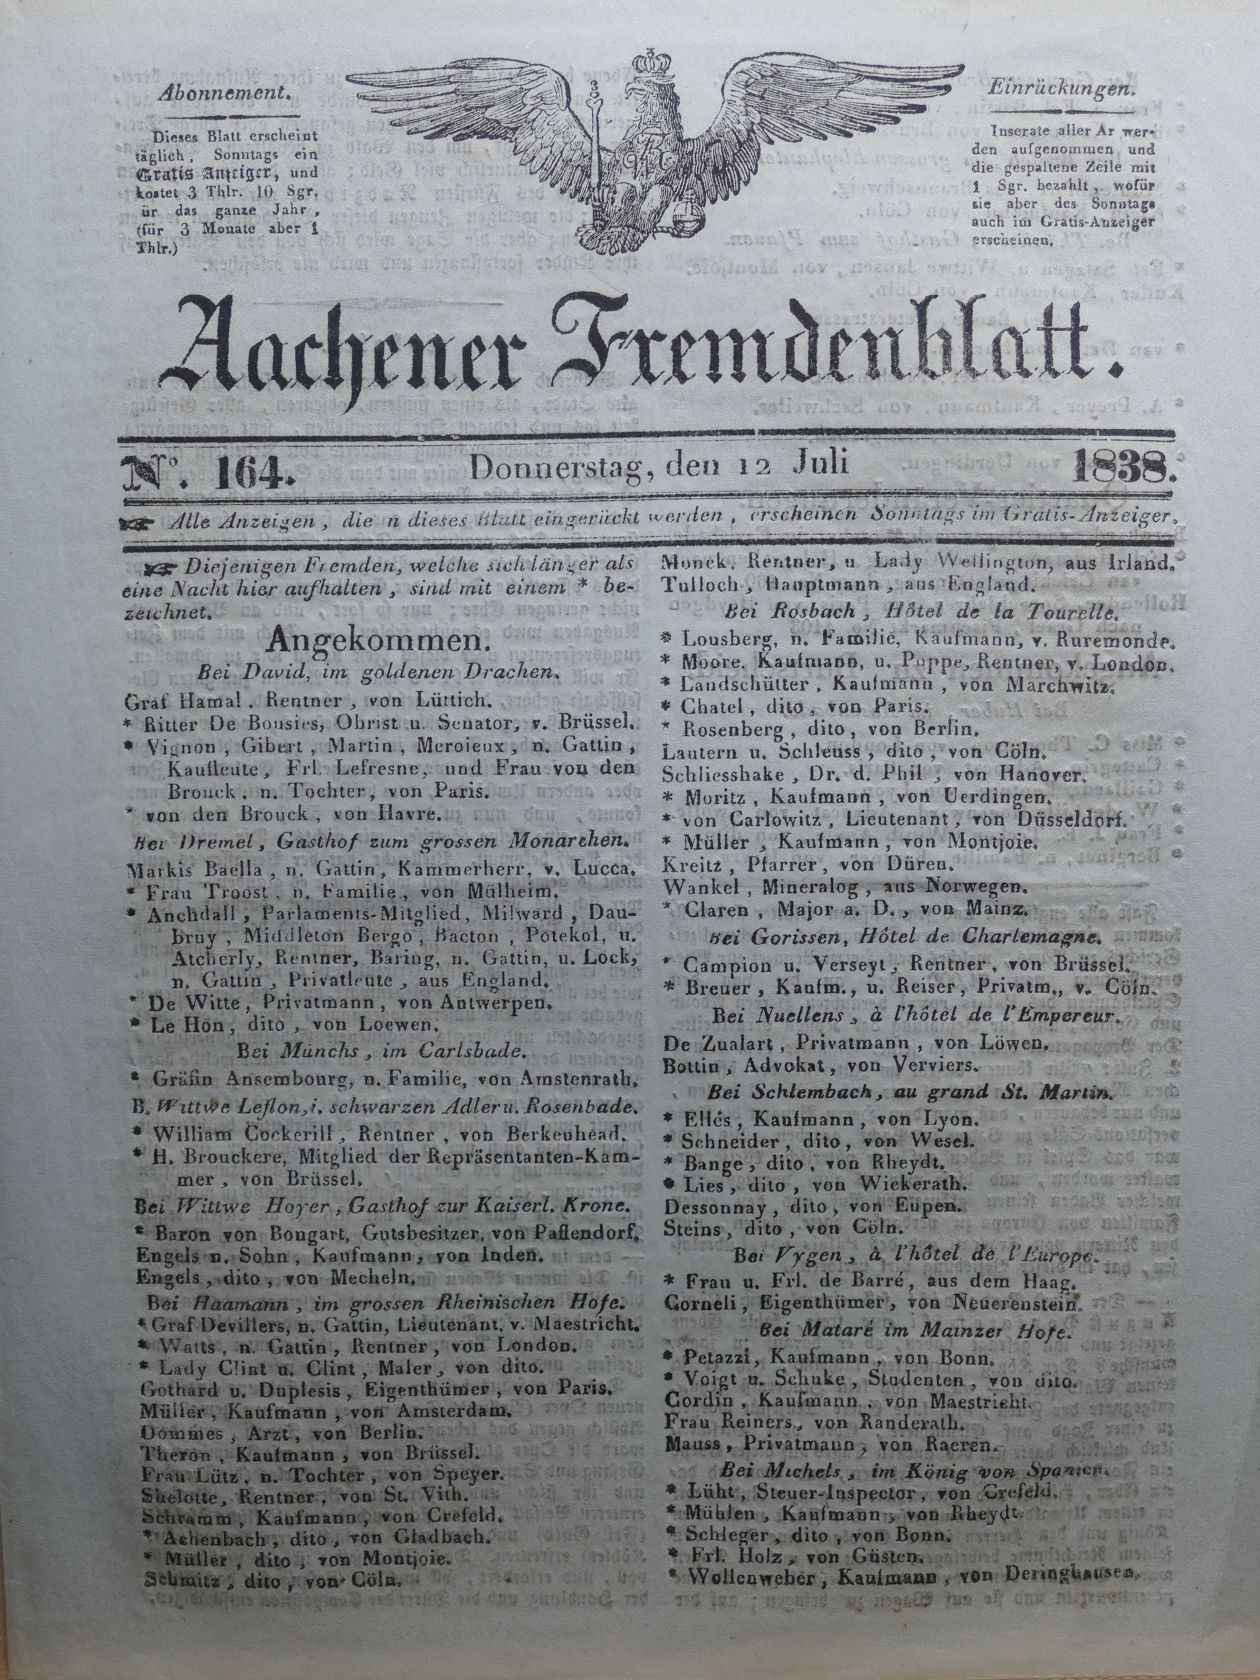 Abonnement.
Dieses Blatt erscheint
täglich, Sonntags ein
Gratis Anzeiger, und
kostet 3 Thlr. 10 Sgr.
ür das ganze Jahr,
(für 3 Monate aber 1
Thlr.)
Einrückungen.
Inserate aller Ar wer-
den aufgenommen und
die gespaltene Zeile mit
1 Sgr. bezahlt, wofür
sie aber des Sonntags
auch im Gratis-Anzeiger
erscheinen.
Aachener Fremdenblatt.
No. 164. Donnerstag, den 12 Juli 1838.
☞ Alle Anzeigen, die n dieses Blatt eingerückt werden, erscheinen Sonntags im Gratis-Anzeiger.
☞ Diejenigen Fremden, welche sich länger als
eine Nacht hier aufhalten, sind mit einem * be-
zeichnet.
Angekommen.
Bei David, im goldenen Drachen.
Graf Hamal, Rentner, von Lüttich.
* Ritter De Bousies, Obrist u. Senator, v. Brüssel.
* Vignon, Gibert, Martin, Meroieux, n. Gattin,
Kaufleute, Frl. Lefresne, und Frau von den
Brouck, n. Tochter, von Paris.
* von den Brouck, von Havre.
Bei Dremel, Gasthof zum grossen Monarchen.
Markis Baella, n. Gattin, Kammerherr, v. Lucca.
* Frau Troost, n. Familie, von Mülheim.
* Anchdall, Parlaments-Mitglied, Milward, Dau-
bruy, Middleton Bergo, Bacton, Potekol, u.
Atcherly, Rentner, Baring, n. Gattin, u. Lock,
n. Gattin, Privatleute, aus England.
* De Witte, Privatmann, von Antwerpen.
* Le Hon, dito, von Loewen.
Bei Münchs, im Carlsbade.
* Gräfin Ansembourg, n. Familie, von Amstenrath.
B. Wittwe Leflon, i. schwarzen Adler u. Rosenbade.
* William Cockerill, Rentner, von Berkeuhead.
* H. Brouckere, Mitglied der Repräsentanten-Kam-
mer, von Brüssel.
Bei Wittwe Hoyer, Gasthof zur Kaiserl. Krone.
* Baron von Bongart, Gutsbesitzer, von Paffendorf.
Engels n. Sohn, Kaufmann, von Inden.
Engels, dito, von Mecheln.
Bei Haamann, im grossen Rheinischen Hofe.
* Graf Devillers, n. Gattin, Lieutenant, v. Maestricht.
* Watts, n. Gattin, Rentner, von London.
* Lady Clint u. Clint, Maler, von dito.
Gothard u. Duplesis, Eigenthümer, von Paris.
Müller, Kaufmann, von Amsterdam.
Dommes, Arzt, von Berlin.
Theron, Kaufmann, von Brüssel.
Frau Lütz, n. Tochter, von Speyer.
Shelotte, Rentner, von St. Vith.
Schramm, Kaufmann, von Crefeld.
* Achenbach, dito, von Gladbach.
* Müller, dito, von Montjoie.
Schmitz, dito, von Cöln.
Monck, Rentner, u Lady Wellington, aus Irland.
Tulloch, Hauptmann, aus England.
Bei Rosbach, Hôtel de la Tourelle.
* Lousberg, n. Familie, Kaufmann, v. Ruremonde.
* Moore, Kaufmann, u. Poppe, Rentner, v. London.
* Landschütter, Kaufmann, von Marchwitz.
* Chatel, dito, von Paris.
* Rosenberg, dito, von Berlin.
Lautern u. Schleuss, dito, von Cöln.
Schliesshake, Dr. d. Phil, von Hanover.
* Moritz, Kaufmann, von Uerdingen.
* von Carlowitz, Lieutenant, von Düsseldorf.
* Müller, Kaufmann, von Montjoie.
Kreitz, Pfarrer, von Düren.
Wankel, Mineralog, aus Norwegen.
* Claren, Major a. D., von Mainz.
Bei Gorissen, Hôtel de Charlemagne.
* Campion u. Verseyt, Rentner, von Brüssel.
* Breuer, Kaufm., u. Reiser, Privatm., v. Cöln.
Bei Nuellens, à l'hôtel de l'Empereur.
De Zualart, Privatmann, von Löwen.
Bottin, Advokat, von Verviers.
Bei Schlembach, au grand St. Martin.
* Ellés, Kaufmann, von Lyon.
* Schneider, dito, von Wesel.
* Bange, dito, von Rheydt.
* Lies, dito, von Wickerath.
Dessonnay, dito, von Eupen.
Steins, dito, von Cöln.
Bei Vygen, à l'hôtel de l'Europe.
* Frau u. Frl. de Barré, aus dem Haag.
Corneli, Eigenthümer, von Neuerenstein.
Bei Mataré im Mainzer Hofe.
* Petazzi, Kaufmann, von Bonn.
* Voigt u. Schuke, Studenten, von dito.
Cordin, Kaufmann, von Maestricht.
Frau Reiners, von Randerath.
Mauss, Privatmann, von Raeren.
Bei Michels, im König von Spanien.
* Lüht, Steuer-Inspector, von Crefeld.
* Mühlen, Kaufmann, von Rheydt.
* Schleger, dito, von Bonn.
* Frl. Holz, von Güsten.
* Wollenweber, Kaufmann, von Deringhausen.